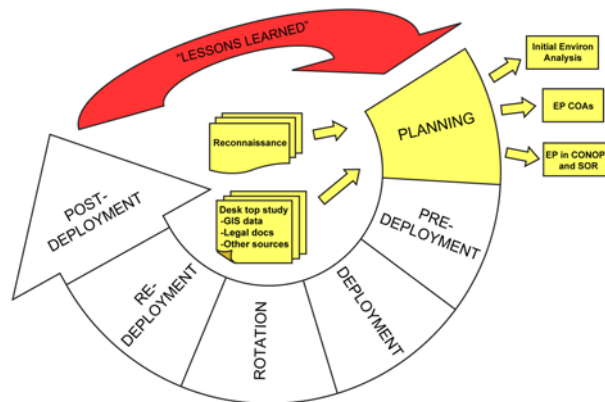 "LESSONS LEARNED"
Initial Environ
Analysis
EP COAs
EP in CONOP
and SOR
PLANNING
Reconnaissance
Desk top study
-GIS data
-Legal docs
-Other sources
PRE-
DEPLOYMENT
DEPLOYMENT
ROTATION
RE-
DEPLOYMENT
POST-
DEPLOYMENT